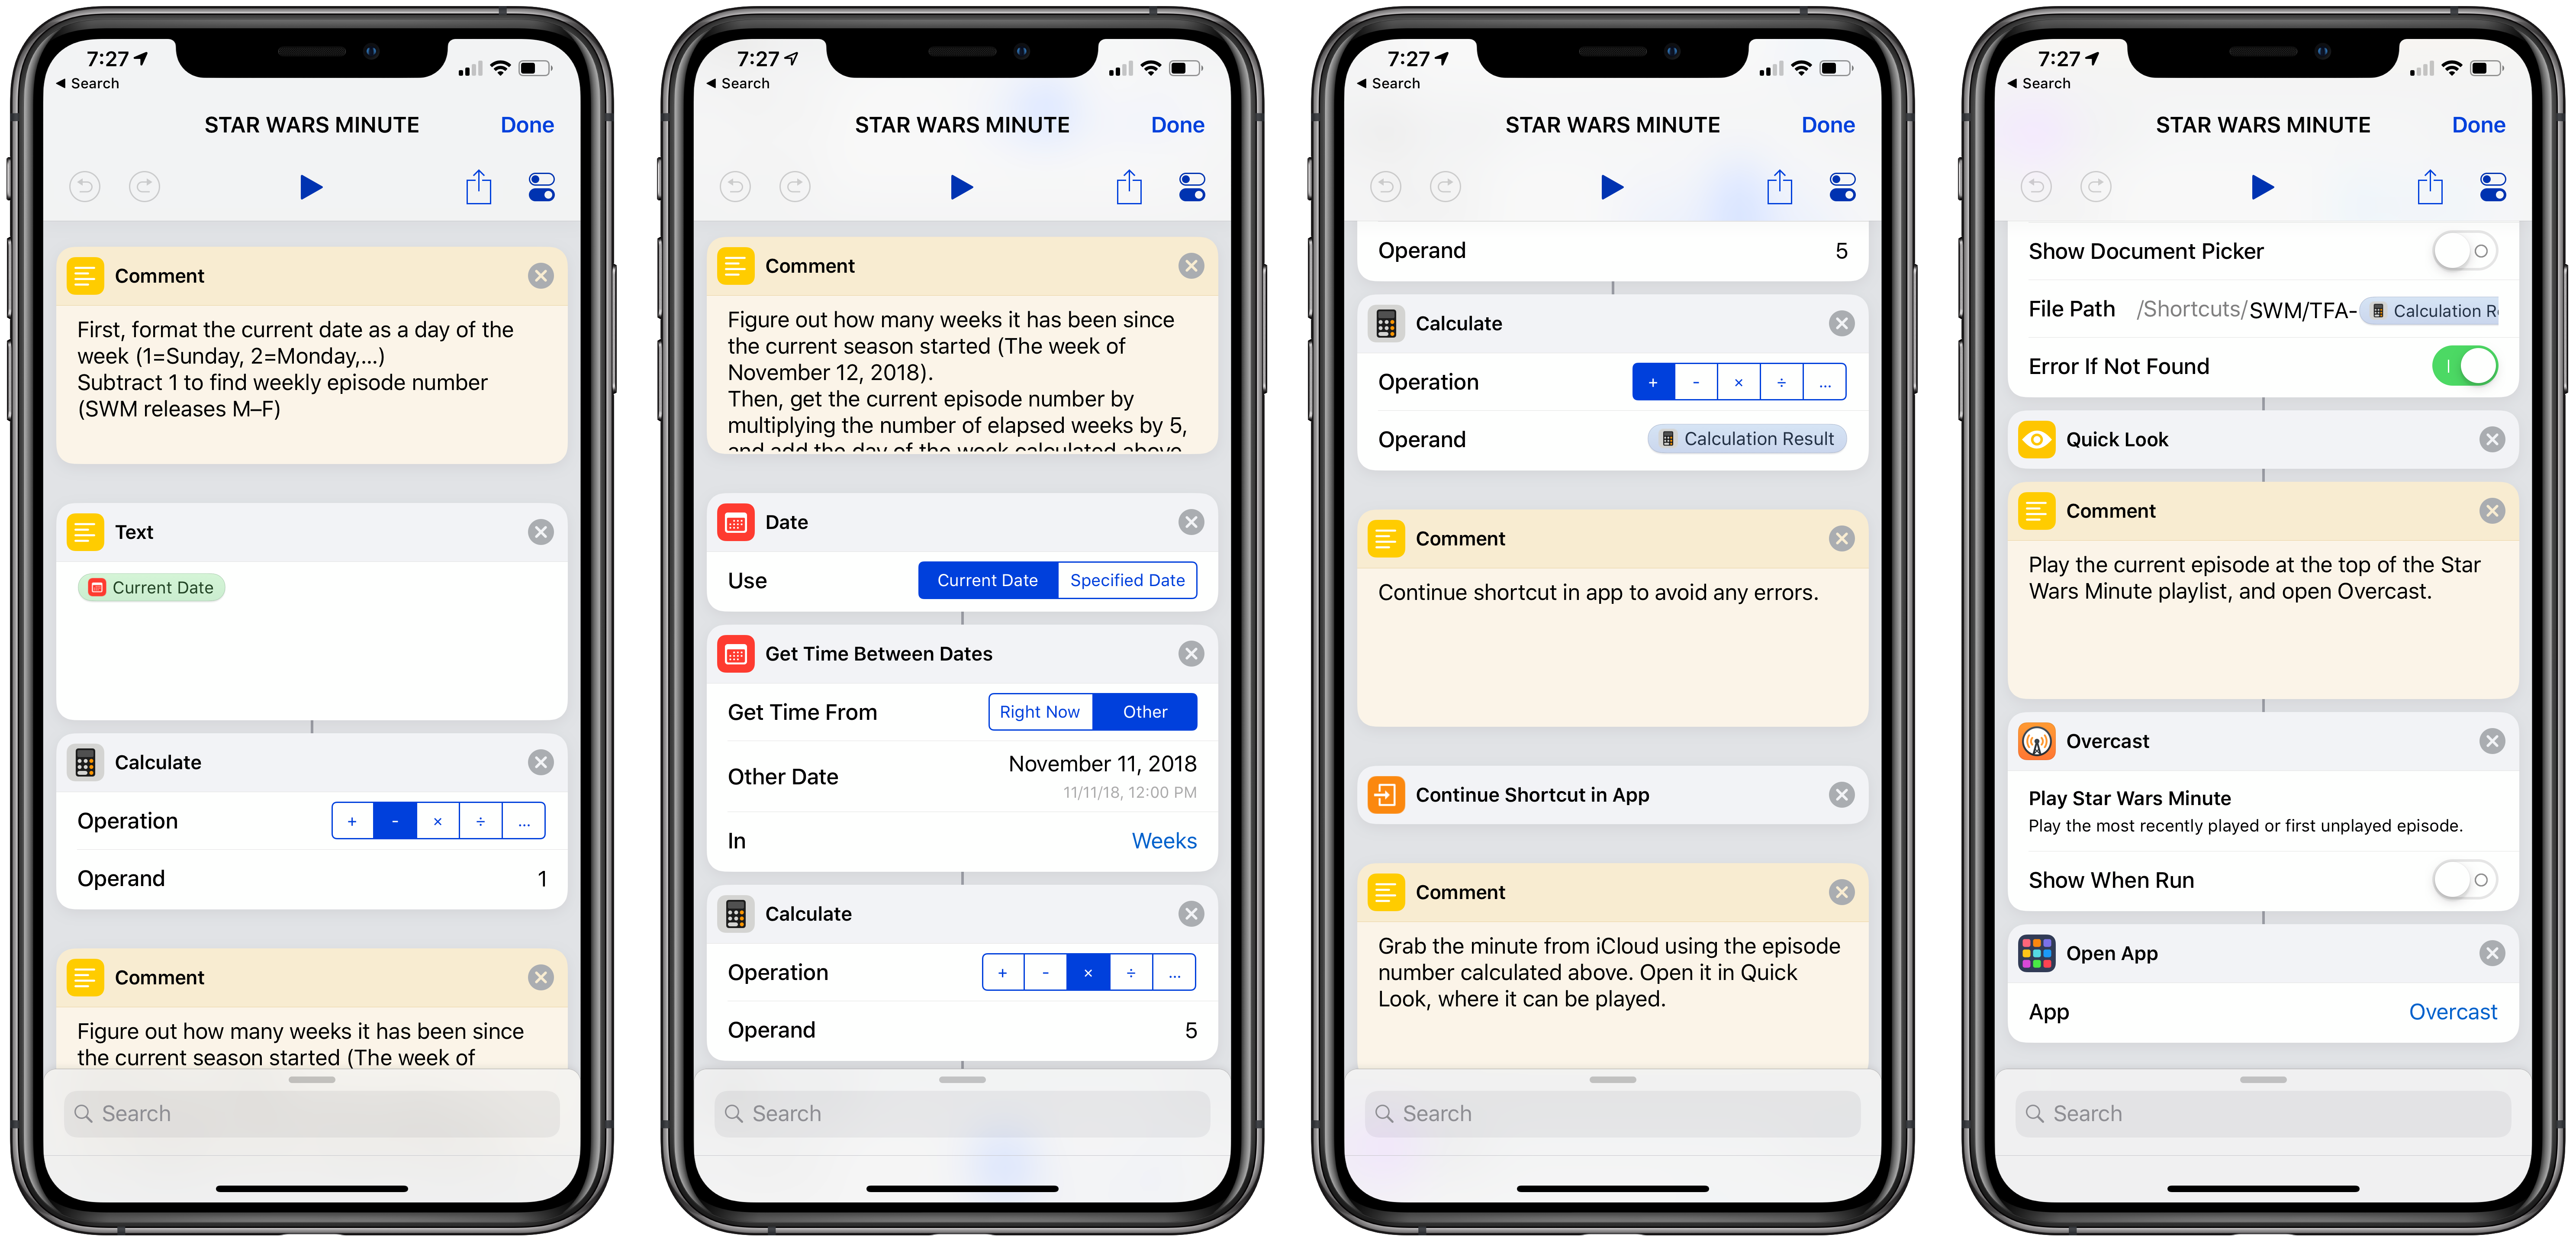 7:27
Search
STAR WARS MINUTE
Done
Comment
First, format the current date as a day of the
week (1=Sunday, 2=Monday,...)
Subtract 1 to find weekly episode number
(SWM releases M–F)
Text
Current Date
Calculate
Operation + - × ÷ ...
Operand 1
Comment
Figure out how many weeks it has been since
the current season started (The week of
Search
7:27
Search
STAR WARS MINUTE
Done
Comment
Figure out how many weeks it has been since
the current season started (The week of
November 12, 2018).
Then, get the current episode number by
multiplying the number of elapsed weeks by 5,
and add the day of the week calculated above
Date
Use Current Date Specified Date
Get Time Between Dates
Get Time From Right Now Other
Other Date November 11, 2018
11/11/18, 12:00 PM
In Weeks
Calculate
Operation + - × ÷ ...
Operand 5
Search
7:27
Search
STAR WARS MINUTE
Done
Operand 5
Calculate
Operation + - × ÷ ...
Operand Calculation Result
Comment
Continue shortcut in app to avoid any errors.
Continue Shortcut in App
Comment
Grab the minute from iCloud using the episode
number calculated above. Open it in Quick
Look, where it can be played.
Search
7:27
Search
STAR WARS MINUTE
Done
Show Document Picker
File Path /Shortcuts/SWM/TFA- Calculation R
Error If Not Found
Quick Look
Comment
Play the current episode at the top of the Star
Wars Minute playlist, and open Overcast.
Overcast
Play Star Wars Minute
Play the most recently played or first unplayed episode.
Show When Run
Open App
App Overcast
Search